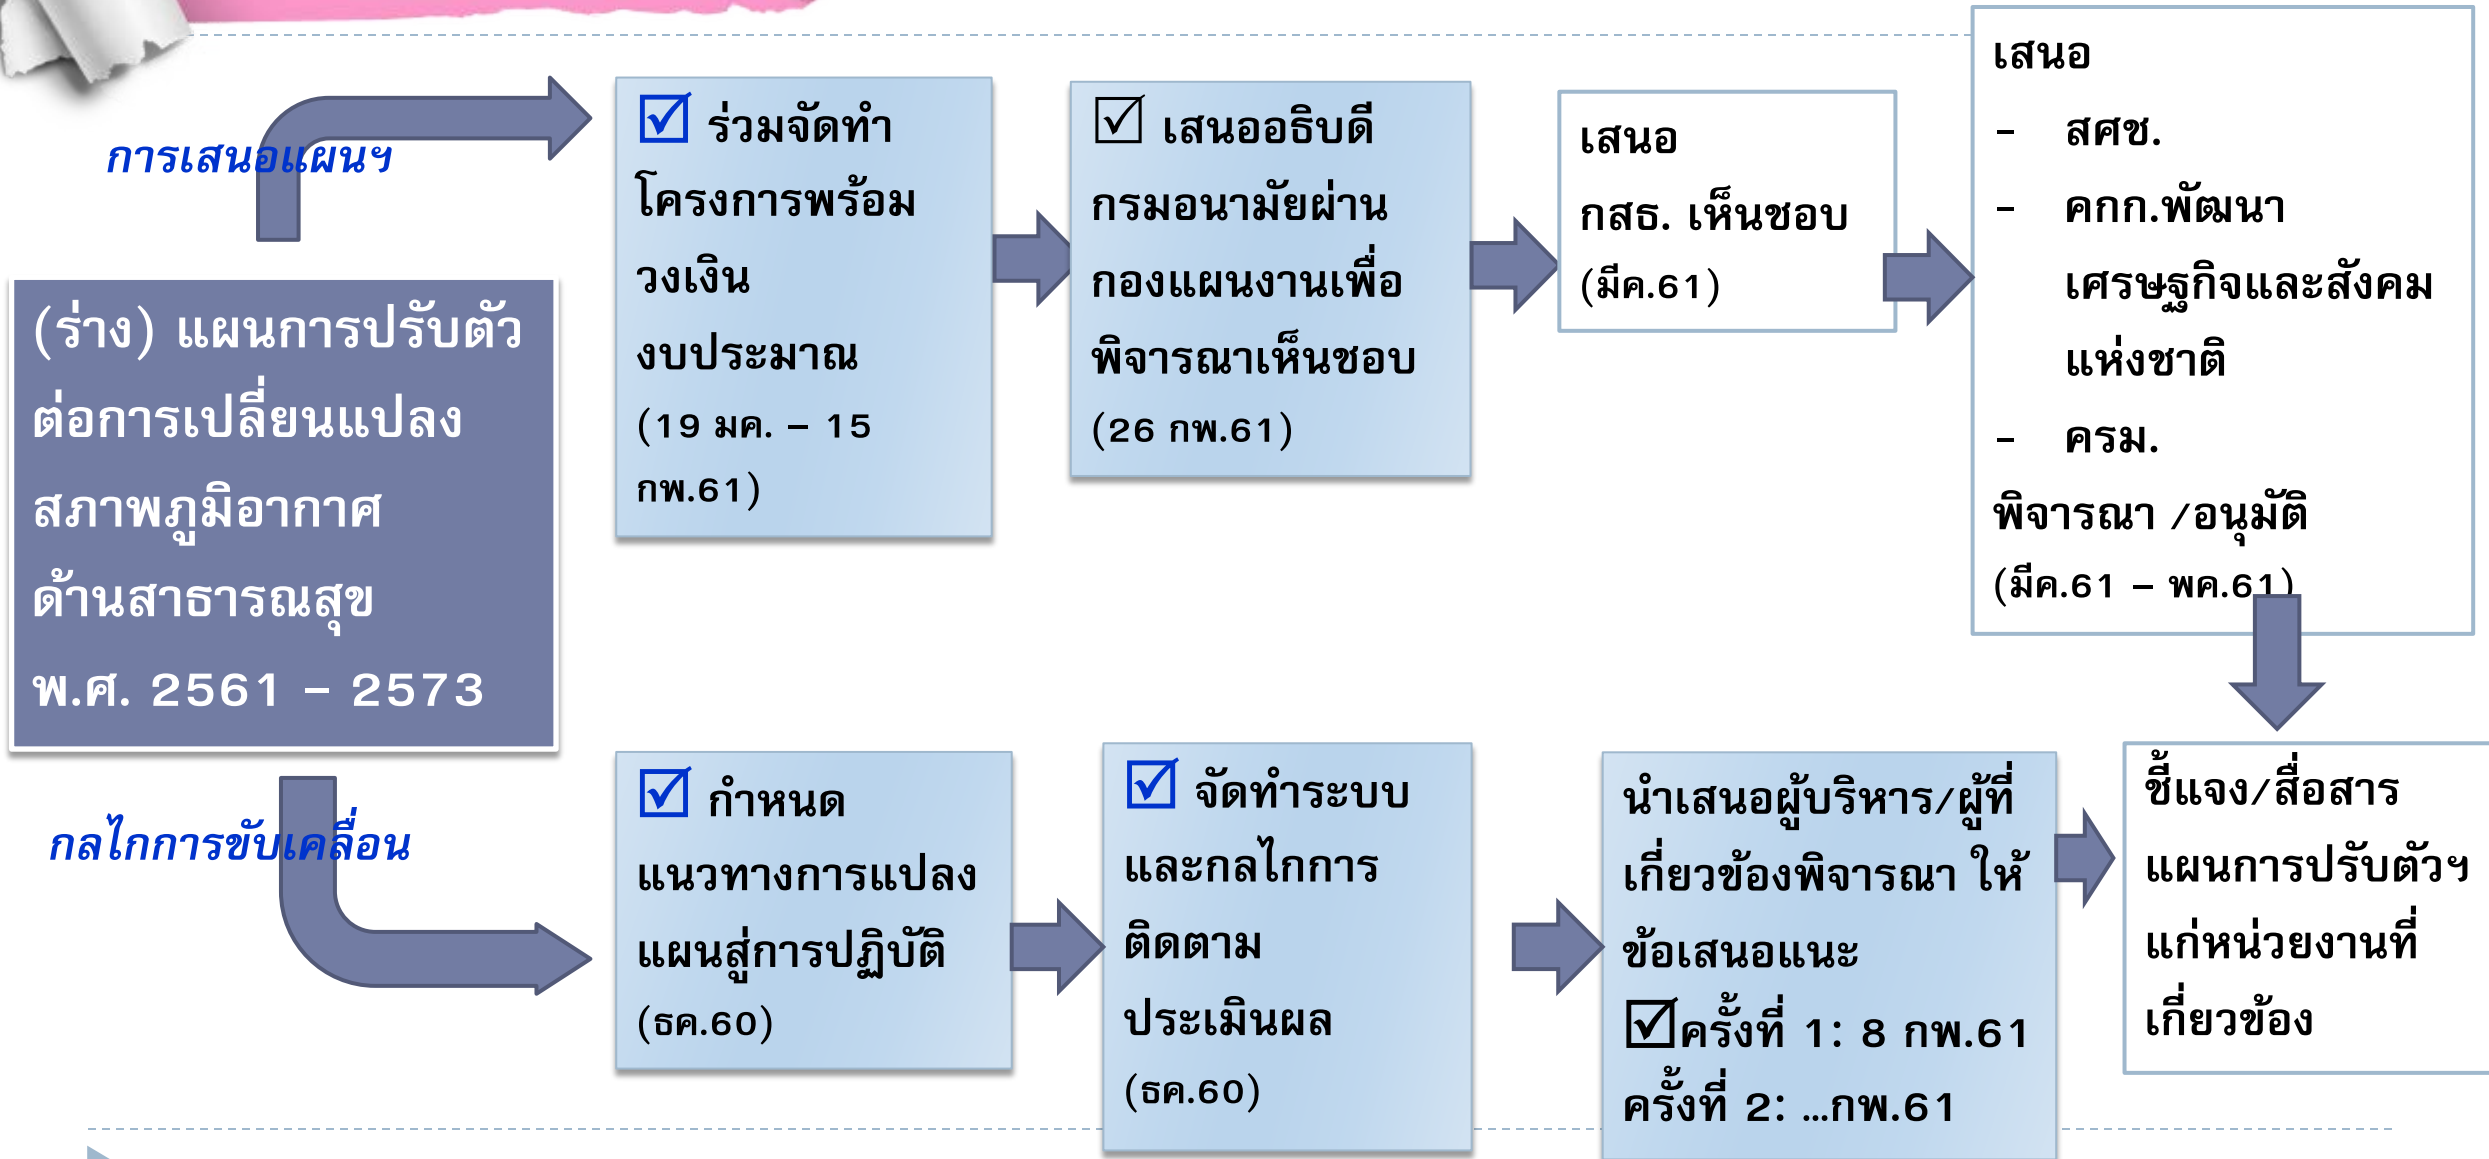 การเสนอแผนฯ
(ร่าง) แผนการปรับตัว
ต่อการเปลี่ยนแปลง
สภาพภูมิอากาศ
ด้านสาธารณสุข
พ.ศ. 2561 – 2573
☑ ร่วมจัดทำ
โครงการพร้อม
วงเงิน
งบประมาณ
(19 มค. – 15
กพ.61)
☑ เสนออธิบดี
กรมอนามัยผ่าน
กองแผนงานเพื่อ
พิจารณาเห็นชอบ
(26 กพ.61)
เสนอ
กสธ. เห็นชอบ
(มีค.61)
เสนอ
– สศช.
– คกก.พัฒนา
เศรษฐกิจและสังคม
แห่งชาติ
– ครม.
พิจารณา /อนุมัติ
(มีค.61 – พค.61)
กลไกการขับเคลื่อน
☑ กำหนด
แนวทางการแปลง
แผนสู่การปฏิบัติ
(ธค.60)
☑ จัดทำระบบ
และกลไกการ
ติดตาม
ประเมินผล
(ธค.60)
นำเสนอผู้บริหาร/ผู้ที่
เกี่ยวข้องพิจารณา ให้
ข้อเสนอแนะ
☑ครั้งที่ 1: 8 กพ.61
ครั้งที่ 2: ...กพ.61
ชี้แจง/สื่อสาร
แผนการปรับตัวฯ
แก่หน่วยงานที่
เกี่ยวข้อง